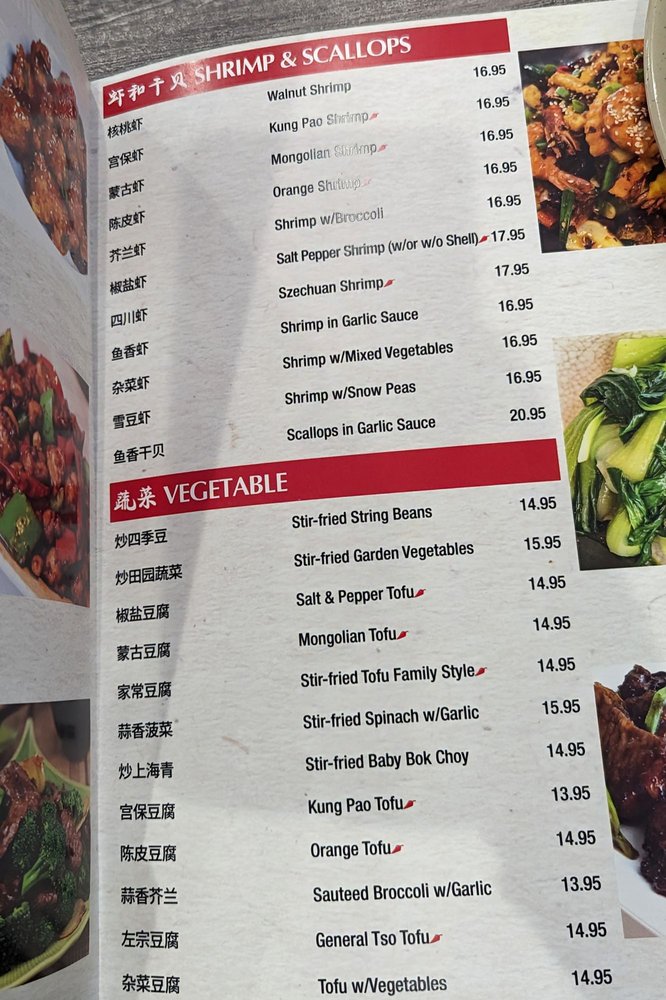 虾和干贝 SHRIMP & SCALLOPS
核桃虾 Walnut Shrimp 16.95
宫保虾 Kung Pao Shrimp 16.95
蒙古虾 Mongolian Shrimp 16.95
陈皮虾 Orange Shrimp 16.95
芥兰虾 Shrimp w/Broccoli 16.95
椒盐虾 Salt Pepper Shrimp (w/or w/o Shell) 17.95
四川虾 Szechuan Shrimp 17.95
鱼香虾 Shrimp in Garlic Sauce 16.95
杂菜虾 Shrimp w/Mixed Vegetables 16.95
雪豆虾 Shrimp w/Snow Peas 16.95
鱼香干贝 Scallops in Garlic Sauce 20.95
蔬菜 VEGETABLE
炒四季豆 Stir-fried String Beans 14.95
炒田园蔬菜 Stir-fried Garden Vegetables 15.95
椒盐豆腐 Salt & Pepper Tofu 14.95
蒙古豆腐 Mongolian Tofu 14.95
家常豆腐 Stir-fried Tofu Family Style 14.95
蒜香菠菜 Stir-fried Spinach w/Garlic 15.95
炒上海青 Stir-fried Baby Bok Choy 14.95
宫保豆腐 Kung Pao Tofu 13.95
陈皮豆腐 Orange Tofu 14.95
蒜香芥兰 Sauteed Broccoli w/Garlic 13.95
左宗豆腐 General Tso Tofu 14.95
杂菜豆腐 Tofu w/Vegetables 14.95